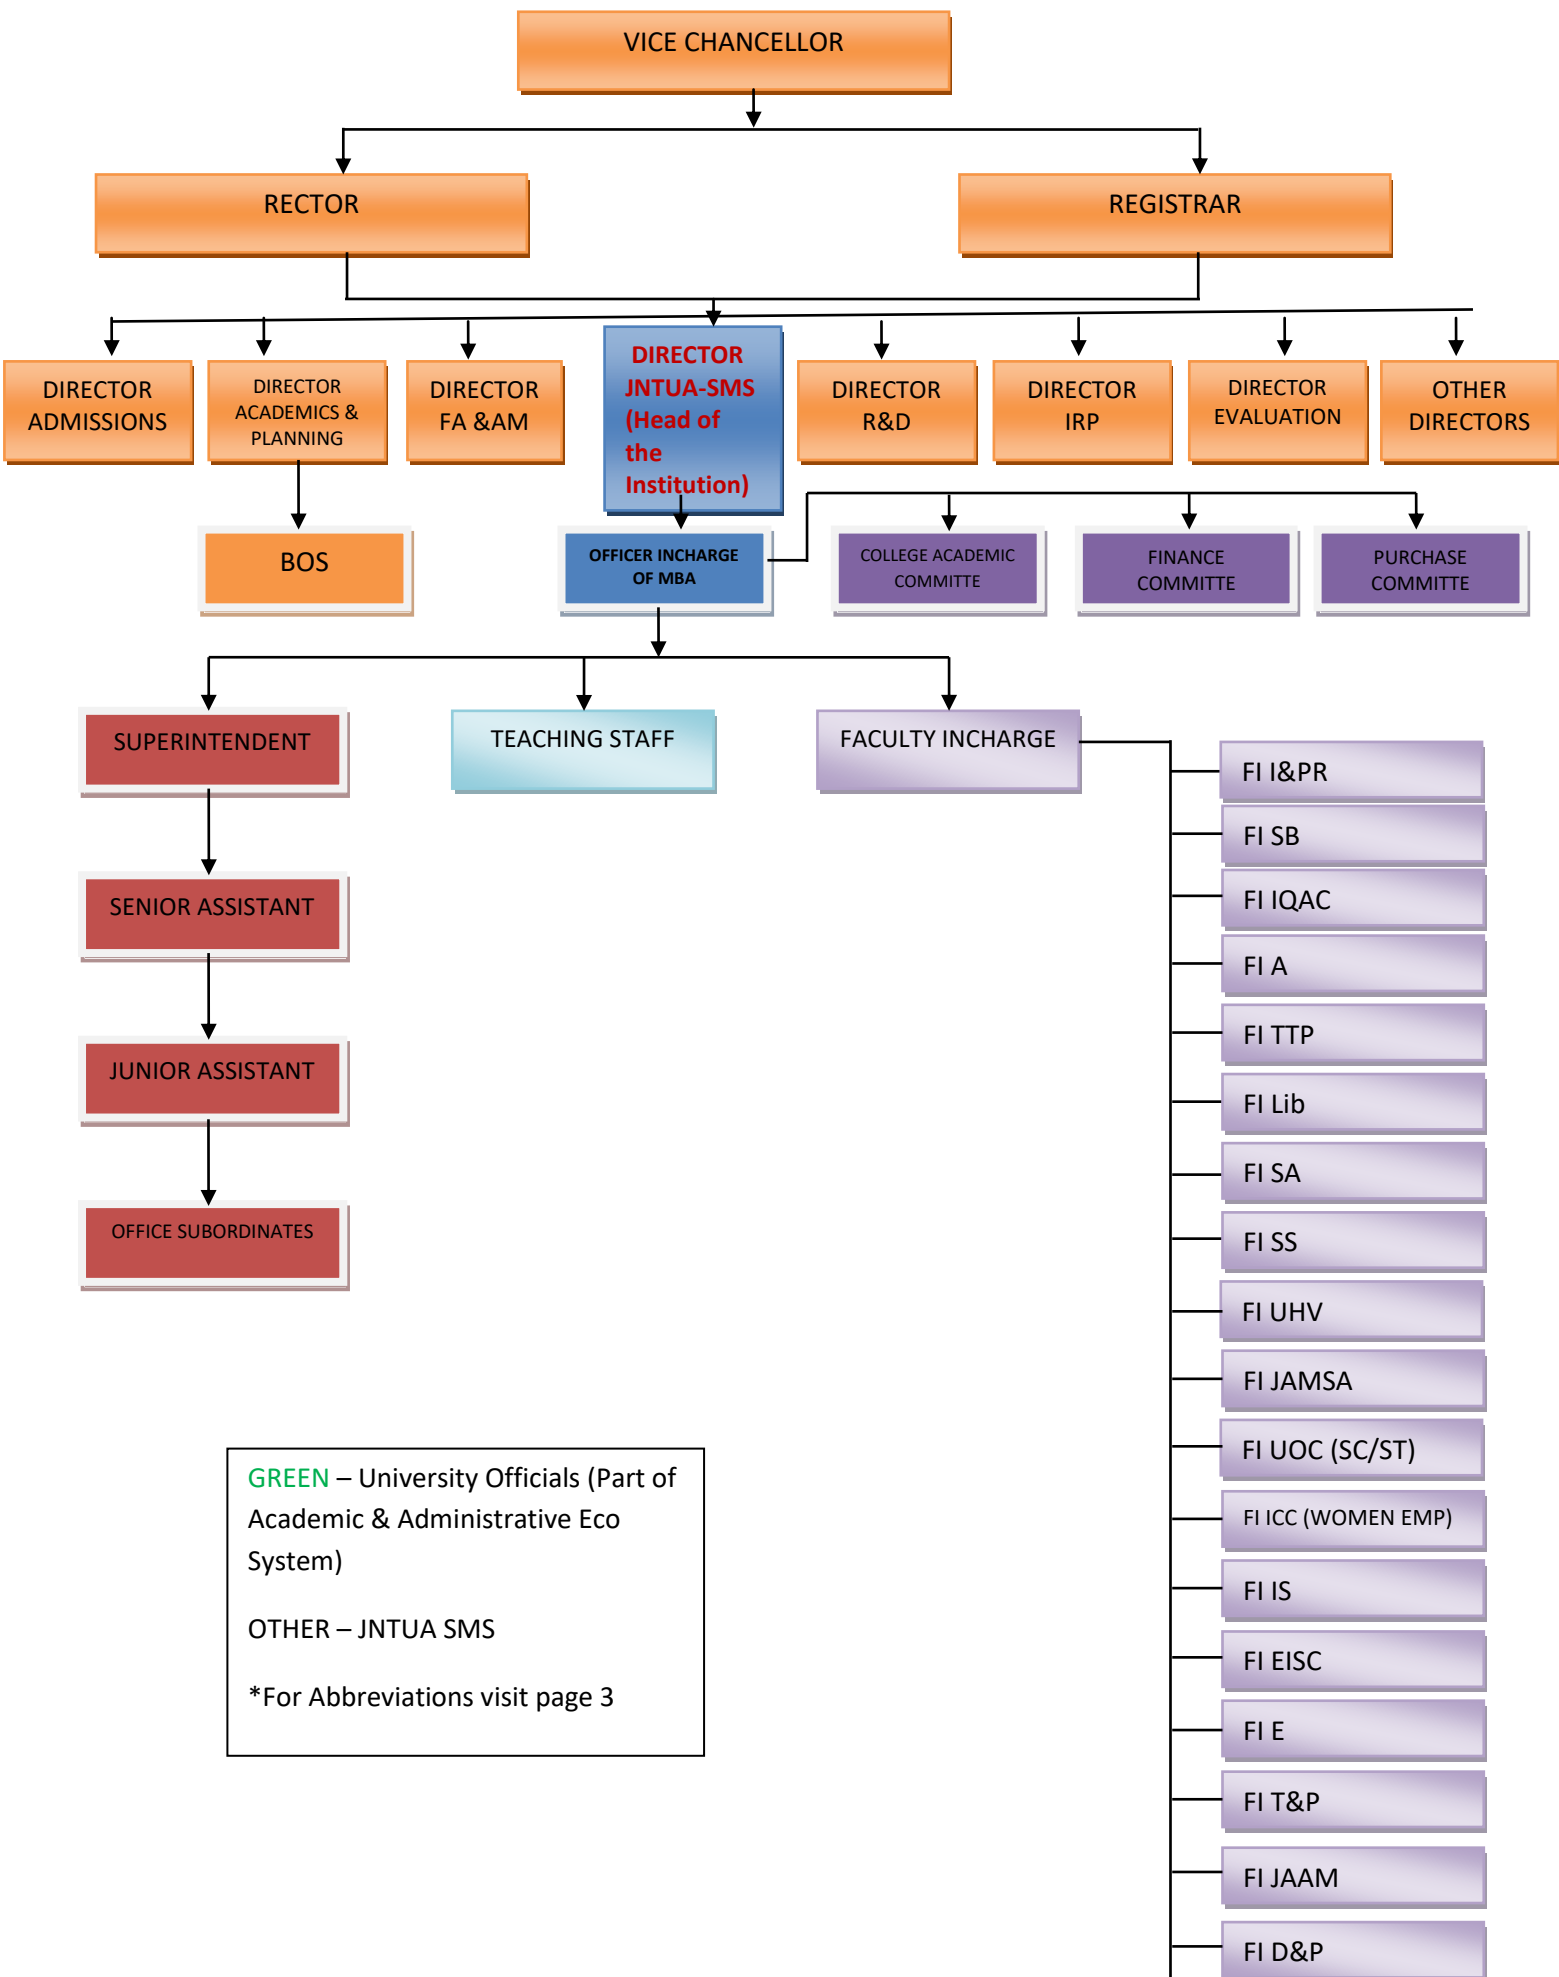 VICE CHANCELLOR
RECTOR
REGISTRAR
DIRECTOR
ADMISSIONS
DIRECTOR
ACADEMICS &
PLANNING
DIRECTOR
FA &AM
DIRECTOR
JNTUA-SMS
(Head of
the
Institution)
DIRECTOR
R&D
DIRECTOR
IRP
DIRECTOR
EVALUATION
OTHER
DIRECTORS
BOS
OFFICER INCHARGE
OF MBA
COLLEGE ACADEMIC
COMMITTE
FINANCE
COMMITTE
PURCHASE
COMMITTE
SUPERINTENDENT
TEACHING STAFF
FACULTY INCHARGE
SENIOR ASSISTANT
JUNIOR ASSISTANT
OFFICE SUBORDINATES
FI I&PR
FI SB
FI IQAC
FI A
FI TTP
FI Lib
FI SA
FI SS
FI UHV
FI JAMSA
FI UOC (SC/ST)
FI ICC (WOMEN EMP)
FI IS
FI EISC
FI E
FI T&P
FI JAAM
FI D&P
GREEN – University Officials (Part of
Academic & Administrative Eco
System)
OTHER – JNTUA SMS
*For Abbreviations visit page 3